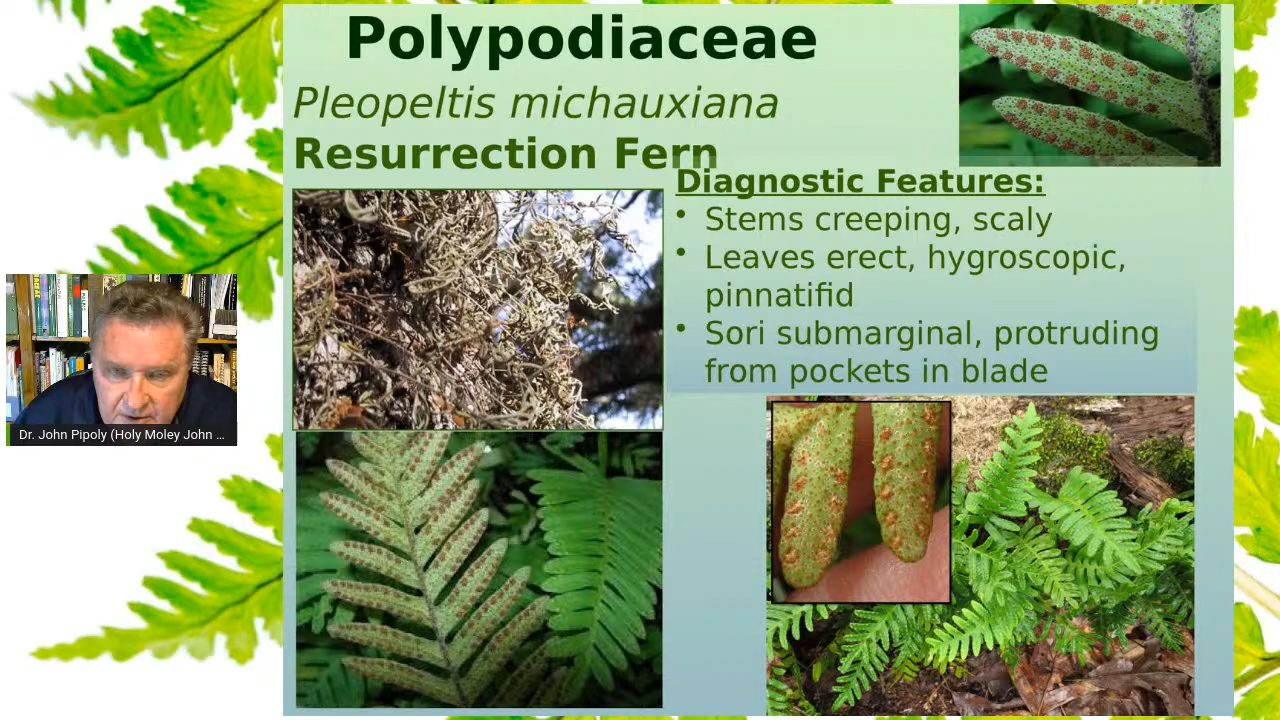 Polypodiaceae
Pleopeltis michauxiana
Resurrection Fern
Diagnostic Features:
• Stems creeping, scaly
• Leaves erect, hygroscopic,
pinnatifid
• Sori submarginal, protruding
from pockets in blade
Dr. John Pipoly (Holy Moley John ...